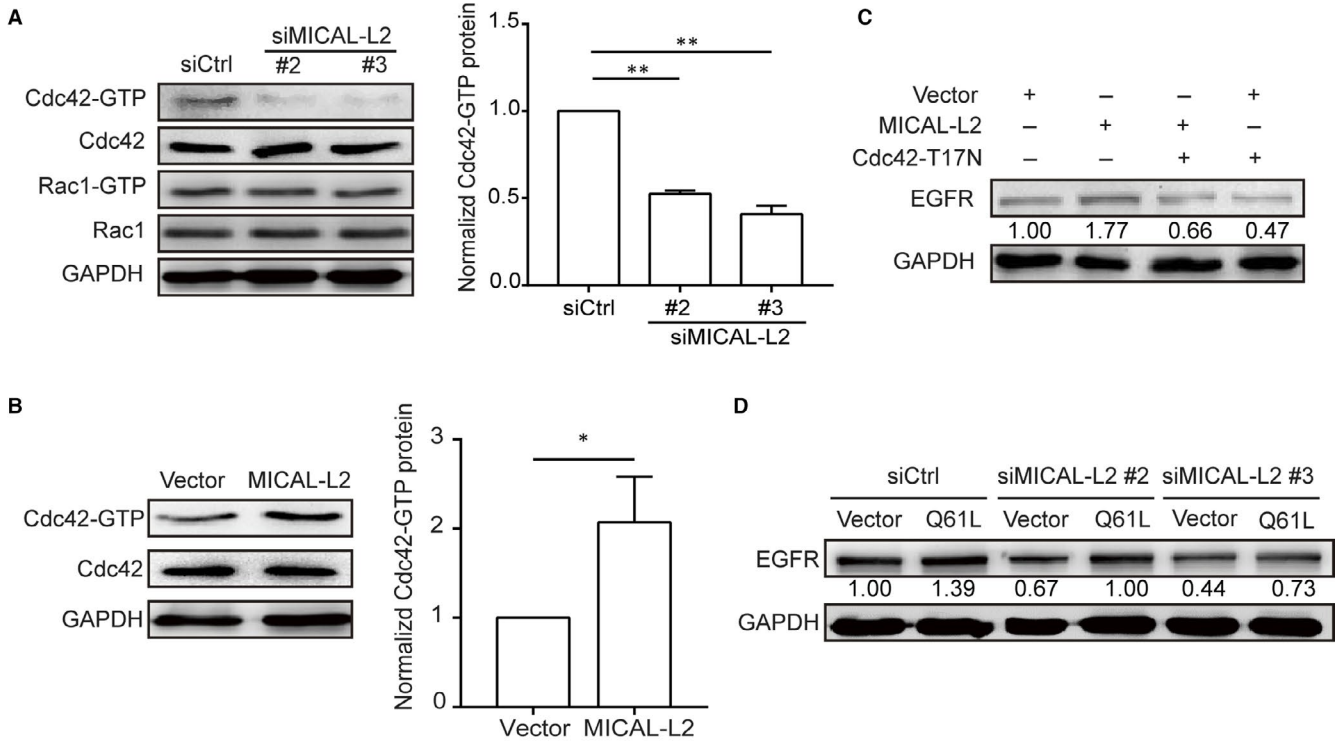 A
siMICAL-L2
siCtrl #2 #3
Cdc42-GTP
Cdc42
Rac1-GTP
Rac1
GAPDH
Normalizd Cdc42-GTP protein
1.5
1.0
0.5
0.0
**
**
siCtrl #2 #3
siMICAL-L2
C
Vector + – – +
MICAL-L2 – + + –
Cdc42-T17N – – + +
EGFR
1.00 1.77 0.66 0.47
GAPDH
B
Vector MICAL-L2
Cdc42-GTP
Cdc42
GAPDH
Normalizd Cdc42-GTP protein
3
2
1
0
*
Vector MICAL-L2
D
siCtrl siMICAL-L2 #2 siMICAL-L2 #3
Vector Q61L Vector Q61L Vector Q61L
EGFR
1.00 1.39 0.67 1.00 0.44 0.73
GAPDH